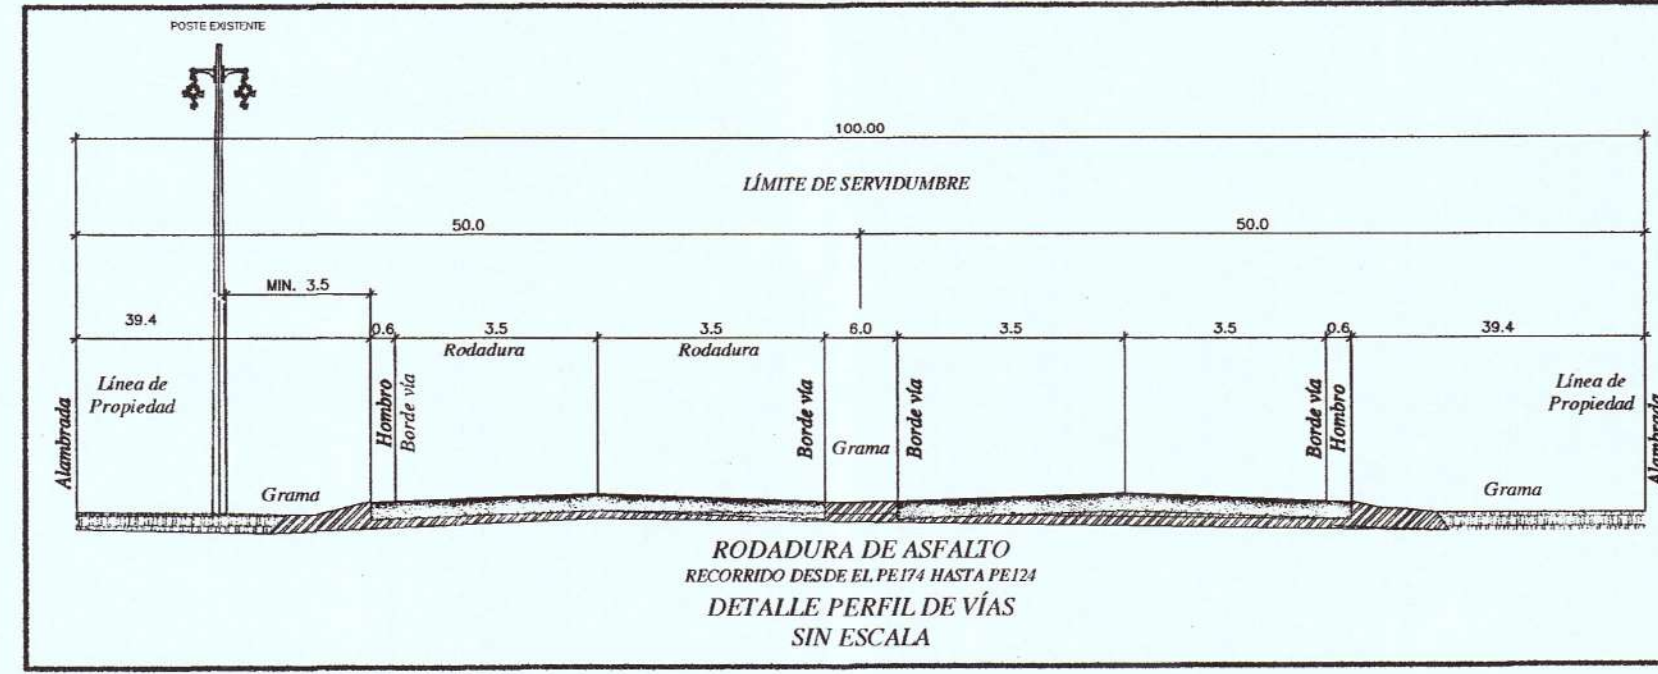 POSTE EXISTENTE
100.00
LÍMITE DE SERVIDUMBRE
50.0
50.0
MIN. 3.5
39.4
0.6
3.5
3.5
6.0
3.5
3.5
0.6
39.4
Rodadura
Rodadura
Línea de
Propiedad
Línea de
Propiedad
Alambrada
Hombro
Borde vía
Borde vía
Borde vía
Borde vía
Hombro
Alambrada
Grama
Grama
Grama
RODADURA DE ASFALTO
RECORRIDO DESDE EL PE174 HASTA PE124
DETALLE PERFIL DE VÍAS
SIN ESCALA